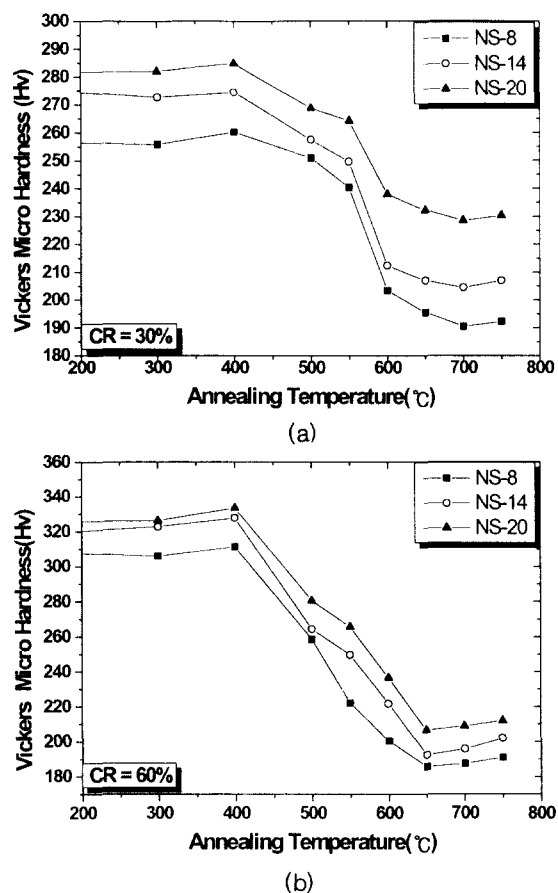 300
290
280
270
260
250
240
230
220
210
200
190
180
Vickers Micro Hardness (Hv)
NS-8
NS-14
NS-20
CR = 30%
200 300 400 500 600 700 800
Annealing Temperature(℃)
(a)
360
340
320
300
280
260
240
220
200
180
Vickers Micro Hardness(Hv)
NS-8
NS-14
NS-20
CR = 60%
200 300 400 500 600 700 800
Annealing Temperature(℃)
(b)